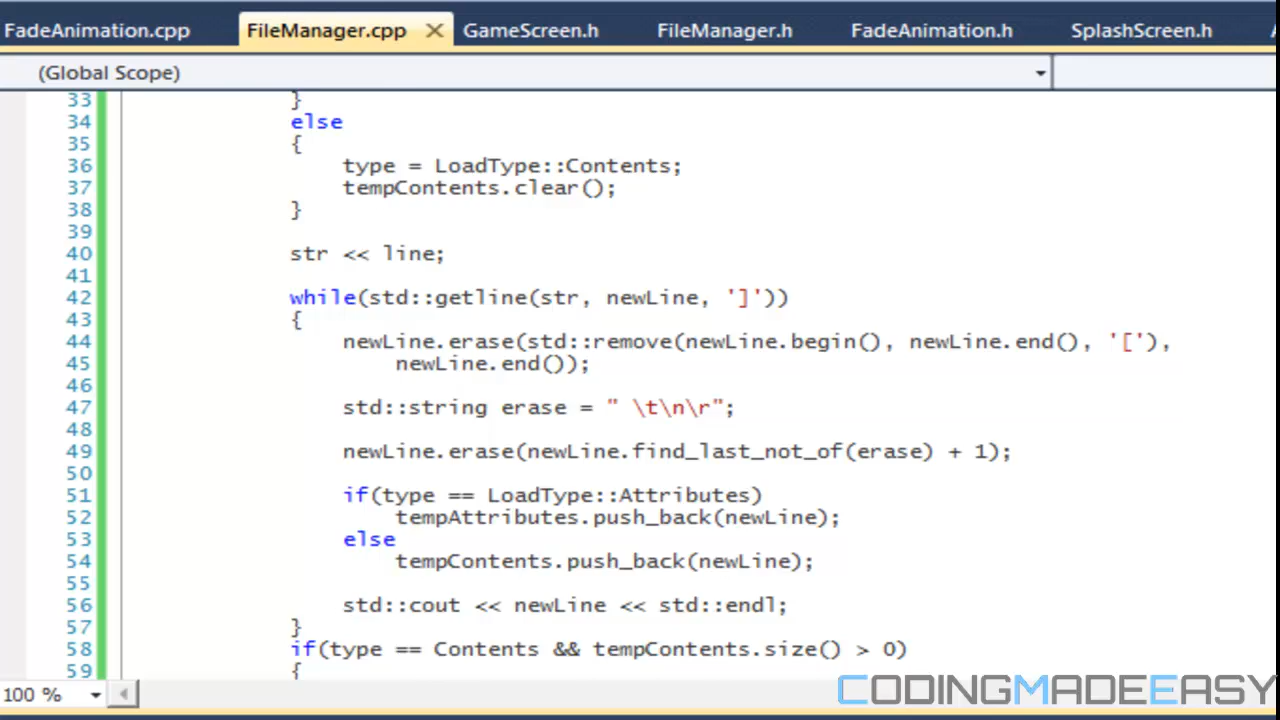 FadeAnimation.cpp FileManager.cpp GameScreen.h FileManager.h FadeAnimation.h SplashScreen.h
(Global Scope)
33 }
34 else
35 {
36 type = LoadType::Contents;
37 tempContents.clear();
38 }
39
40 str << line;
41
42 while(std::getline(str, newLine, ']'))
43 {
44 newLine.erase(std::remove(newLine.begin(), newLine.end(), '['),
45 newLine.end());
46
47 std::string erase = " \t\n\r";
48
49 newLine.erase(newLine.find_last_not_of(erase) + 1);
50
51 if(type == LoadType::Attributes)
52 tempAttributes.push_back(newLine);
53 else
54 tempContents.push_back(newLine);
55
56 std::cout << newLine << std::endl;
57 }
58 if(type == Contents && tempContents.size() > 0)
59 {
100 %
CODINGMADEEASY